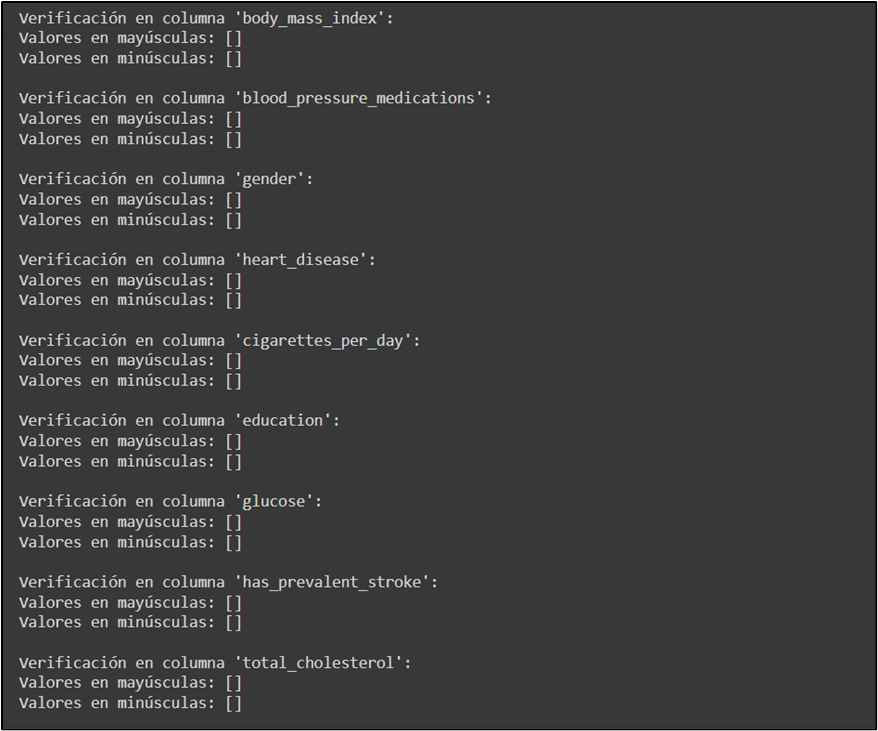 Verificación en columna 'body_mass_index':
Valores en mayúsculas: []
Valores en minúsculas: []
Verificación en columna 'blood_pressure_medications':
Valores en mayúsculas: []
Valores en minúsculas: []
Verificación en columna 'gender':
Valores en mayúsculas: []
Valores en minúsculas: []
Verificación en columna 'heart_disease':
Valores en mayúsculas: []
Valores en minúsculas: []
Verificación en columna 'cigarettes_per_day':
Valores en mayúsculas: []
Valores en minúsculas: []
Verificación en columna 'education':
Valores en mayúsculas: []
Valores en minúsculas: []
Verificación en columna 'glucose':
Valores en mayúsculas: []
Valores en minúsculas: []
Verificación en columna 'has_prevalent_stroke':
Valores en mayúsculas: []
Valores en minúsculas: []
Verificación en columna 'total_cholesterol':
Valores en mayúsculas: []
Valores en minúsculas: []